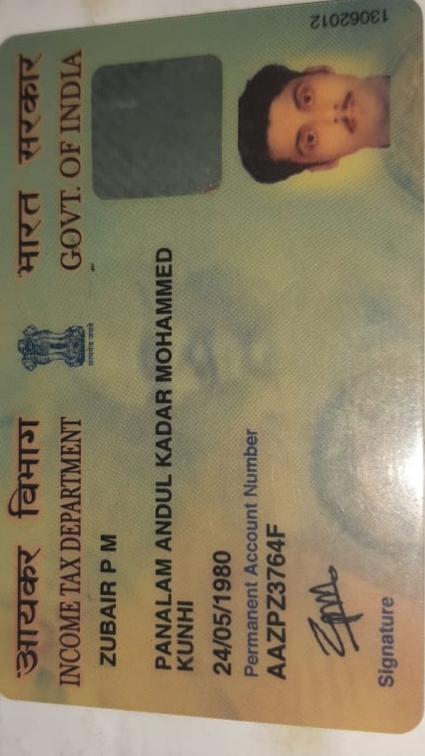 आयकर विभाग
भारत सरकार
INCOME TAX DEPARTMENT
GOVT. OF INDIA
सत्यमेव जयते
ZUBAIR P M
PANALAM ANDUL KADAR MOHAMMED
KUNHI
24/05/1980
Permanent Account Number
AAZPZ3764F
Zpm
Signature
13062012